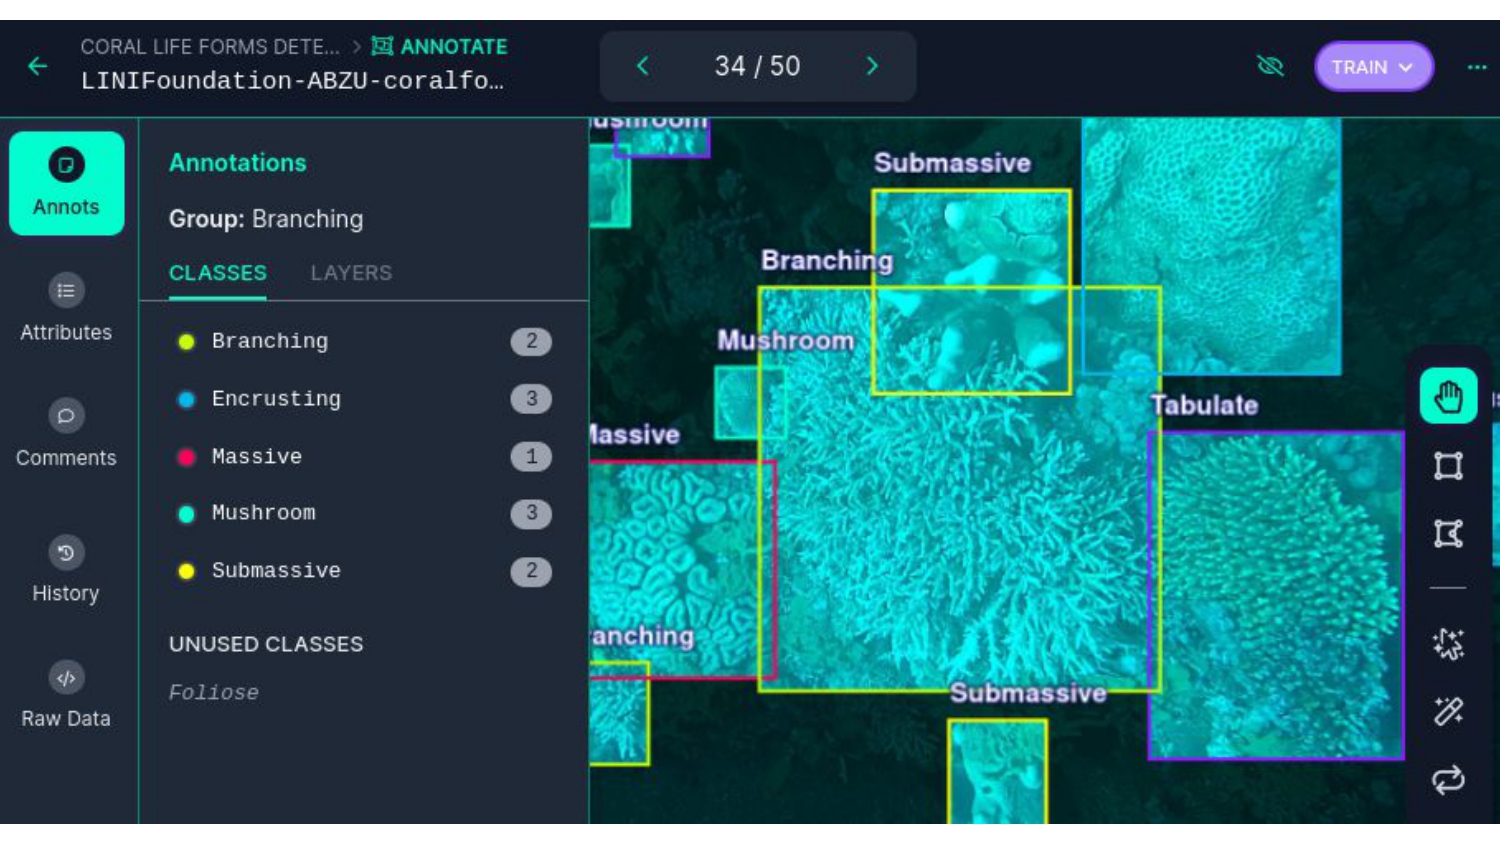 CORAL LIFE FORMS DETE... > ANNOTATE
LINIFoundation-ABZU-coralfo…
34 / 50
TRAIN
Annots
Attributes
Comments
History
Raw Data
Annotations
Group: Branching
CLASSES LAYERS
Branching 2
Encrusting 3
Massive 1
Mushroom 3
Submassive 2
UNUSED CLASSES
Foliose
ushroom
Submassive
Branching
Mushroom
Tabulate
Massive
anching
Submassive